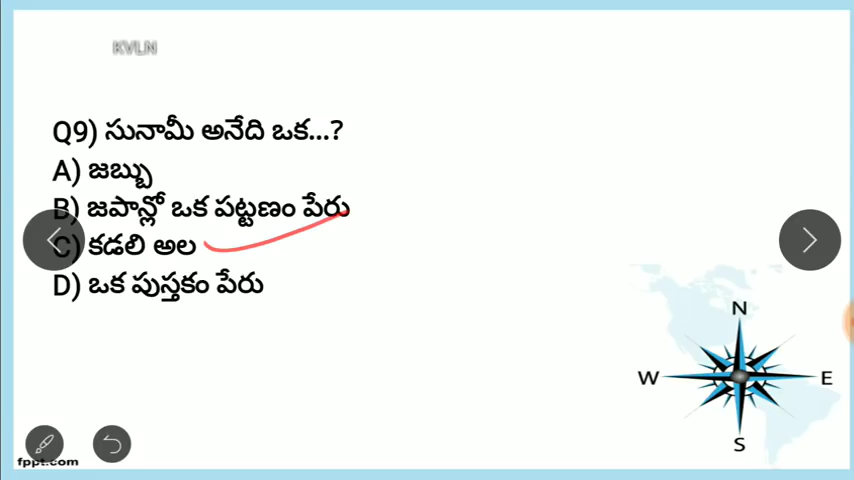 KVLN
Q9) సునామీ అనేది ఒక...?
A) జబ్బు
B) జపాన్లో ఒక పట్టణం పేరు
C) కడలి అల
D) ఒక పుస్తకం పేరు
N
W E
S
fppt.com